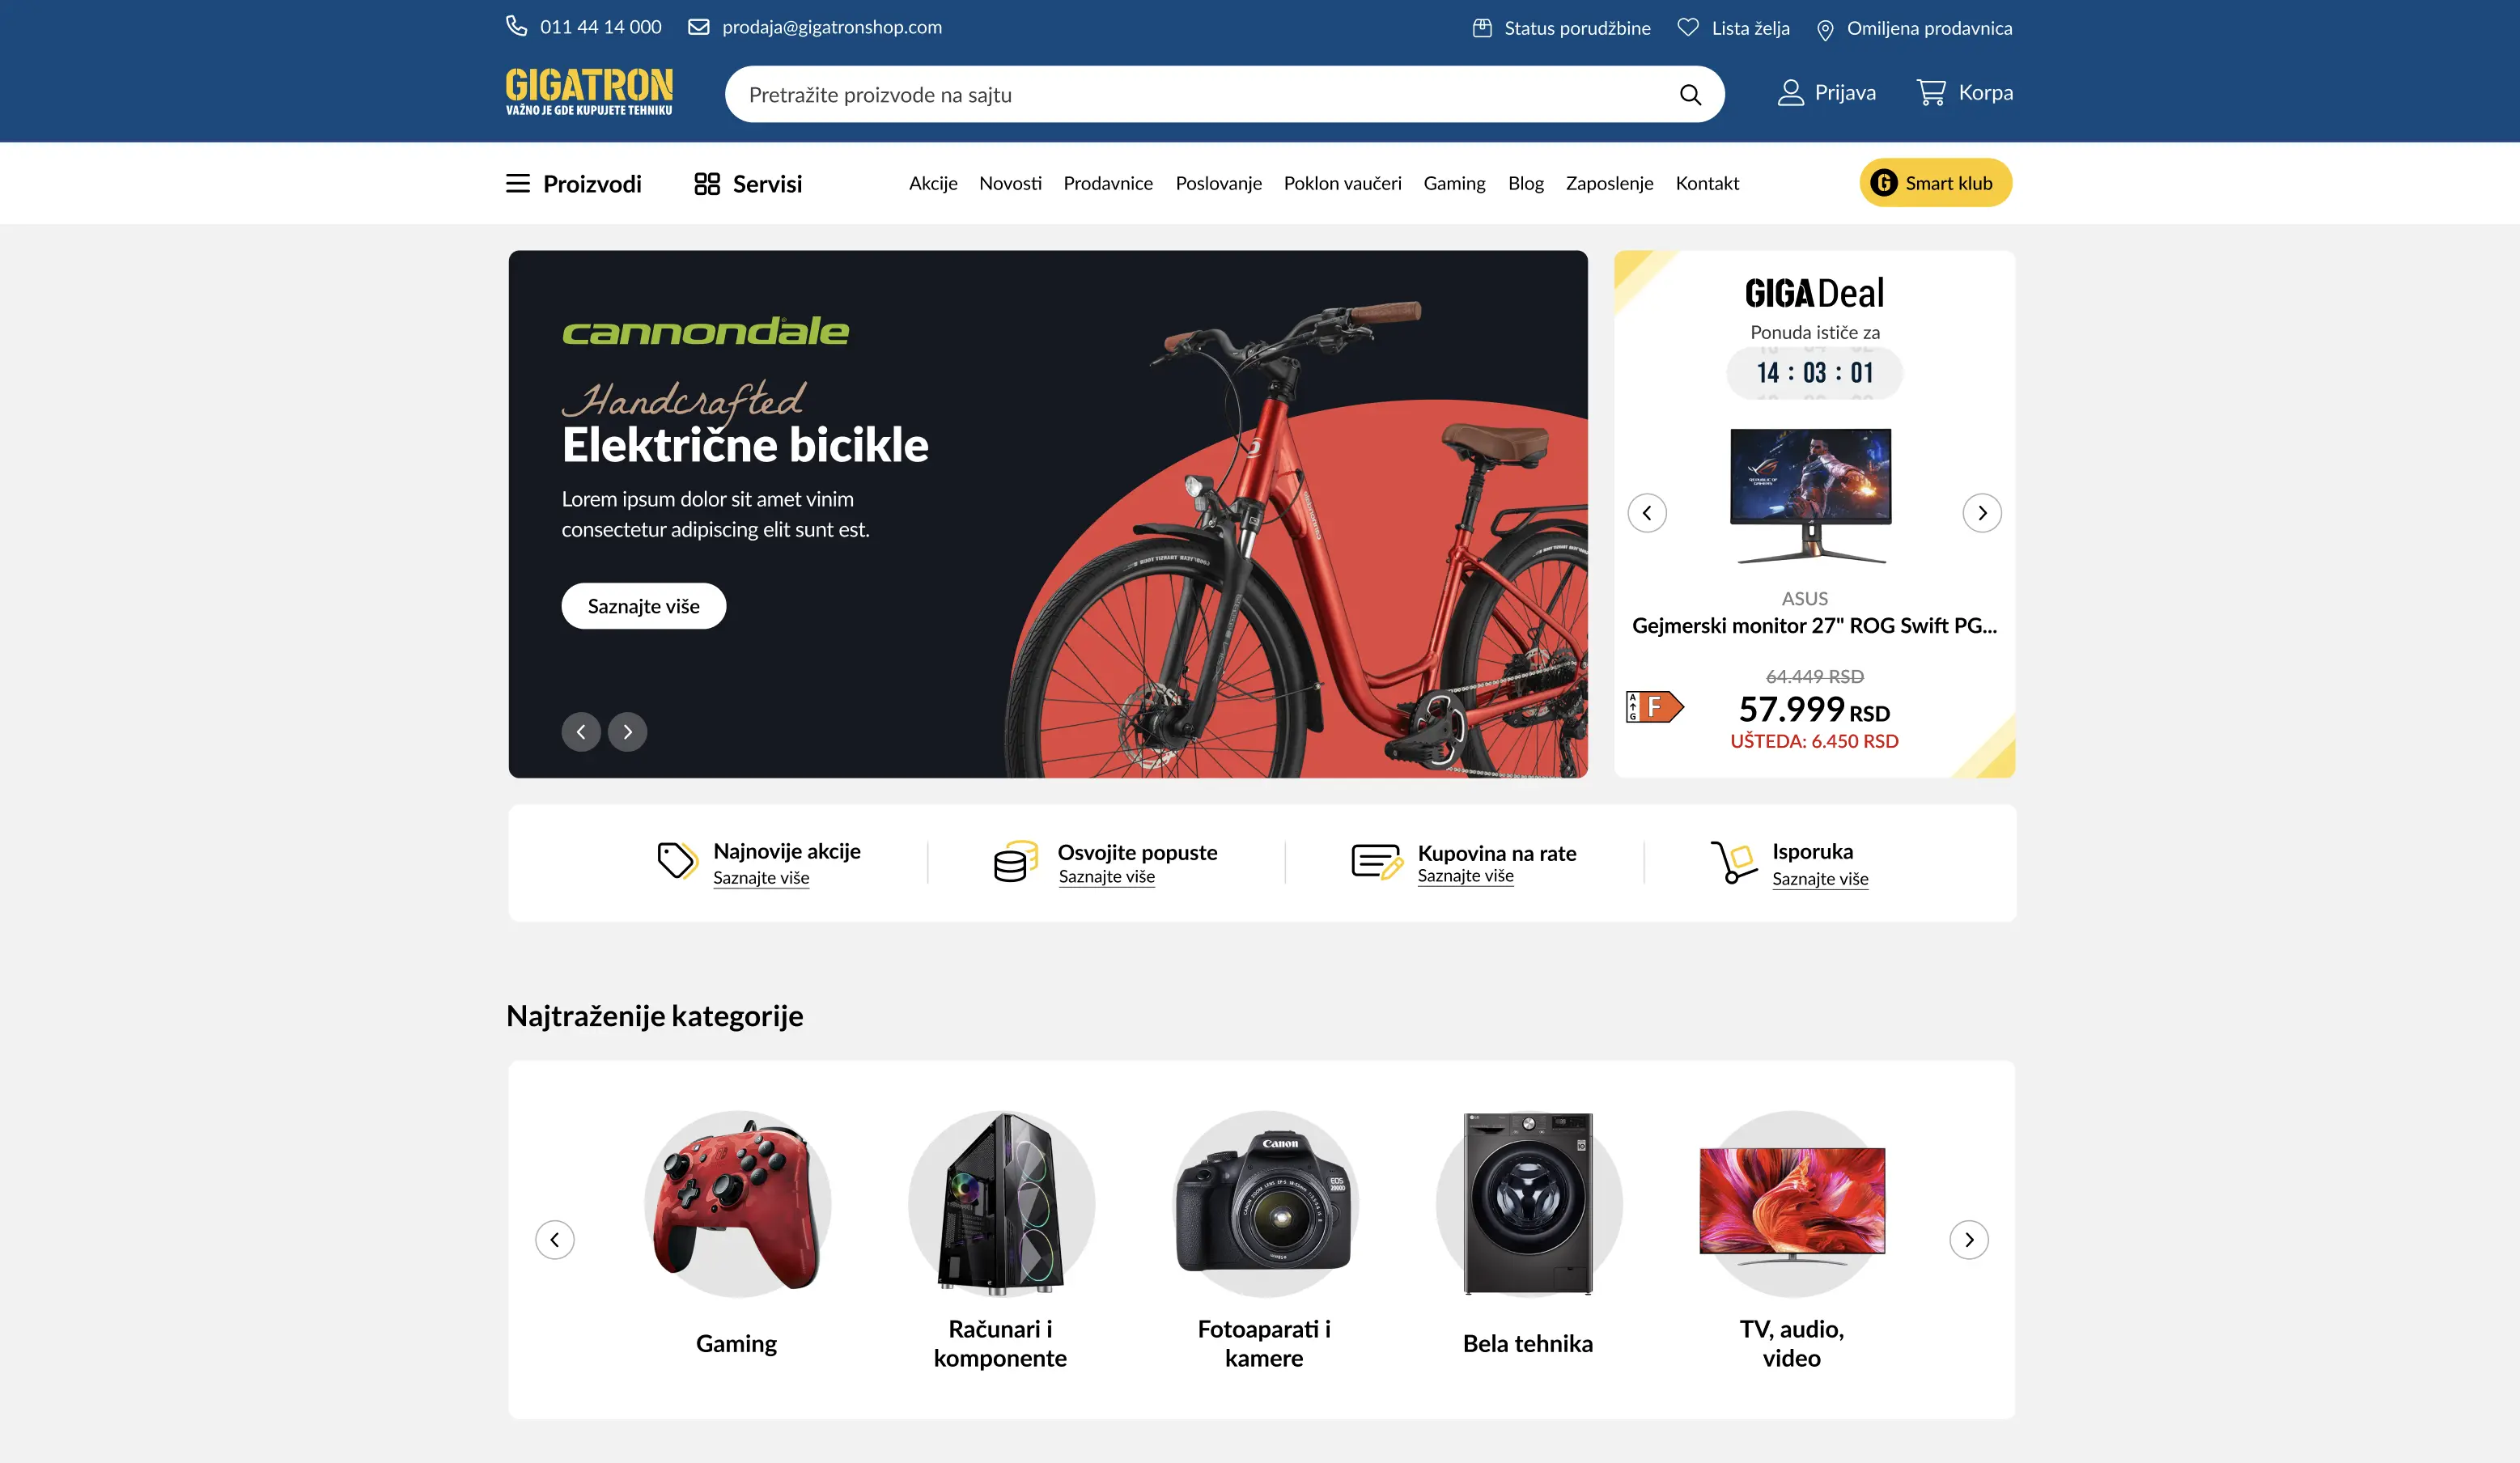 011 44 14 000
prodaja@gigatronshop.com
Status porudžbine
Lista želja
Omiljena prodavnica
GIGATRON
VAŽNO JE GDE KUPUJETE TEHNIKU
Pretražite proizvode na sajtu
Prijava
Korpa
Proizvodi
Servisi
Akcije
Novosti
Prodavnice
Poslovanje
Poklon vaučeri
Gaming
Blog
Zaposlenje
Kontakt
G
Smart klub
cannondale
Handcrafted
Električne bicikle
Lorem ipsum dolor sit amet vinim
consectetur adipiscing elit sunt est.
Saznajte više
GIGA Deal
Ponuda ističe za
14 : 03 : 01
ASUS
Gejmerski monitor 27" ROG Swift PG...
64.449 RSD
A
G
F
57.999 RSD
UŠTEDA: 6.450 RSD
Najnovije akcije
Saznajte više
Osvojite popuste
Saznajte više
Kupovina na rate
Saznajte više
Isporuka
Saznajte više
Najtraženije kategorije
Canon
EOS
2000D
Gaming
Računari i
komponente
Fotoaparati i
kamere
Bela tehnika
TV, audio,
video